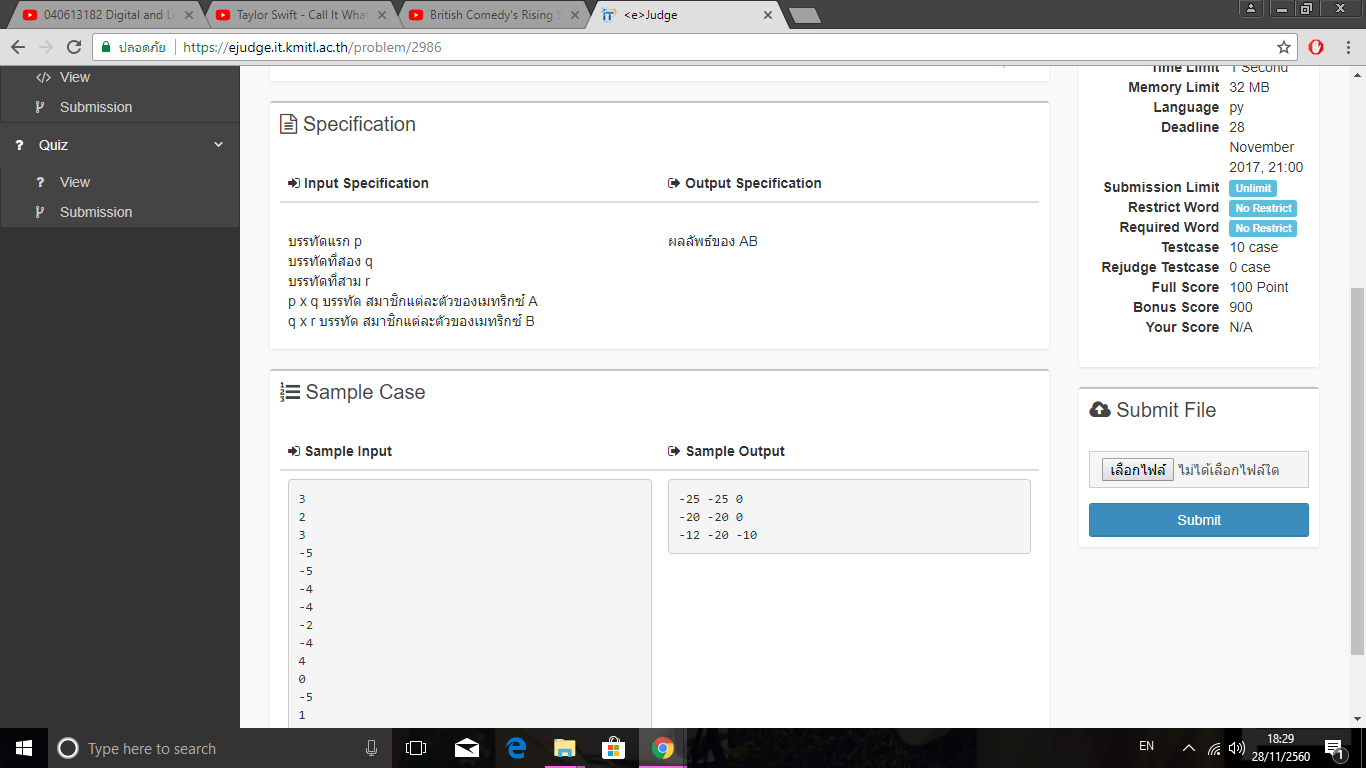 040613182 Digital and Lo
Taylor Swift - Call It What
British Comedy's Rising S
<e>Judge
ปลอดภัย
https://ejudge.it.kmitl.ac.th/problem/2986
View
Submission
Quiz
View
Submission
Specification
Input Specification
Output Specification
บรรทัดแรก p
บรรทัดที่สอง q
บรรทัดที่สาม r
p x q บรรทัด สมาชิกแต่ละตัวของเมทริกซ์ A
q x r บรรทัด สมาชิกแต่ละตัวของเมทริกซ์ B
ผลลัพธ์ของ AB
Sample Case
Sample Input
Sample Output
3
2
3
-5
-5
-4
-4
-2
-4
4
0
-5
1
-25 -25 0
-20 -20 0
-12 -20 -10
Time Limit 1 Second
Memory Limit 32 MB
Language py
Deadline 28
November
2017, 21:00
Submission Limit Unlimit
Restrict Word No Restrict
Required Word No Restrict
Testcase 10 case
Rejudge Testcase 0 case
Full Score 100 Point
Bonus Score 900
Your Score N/A
Submit File
เลือกไฟล์ ไม่ได้เลือกไฟล์ใด
Submit
Type here to search
EN
18:29
28/11/2560
1